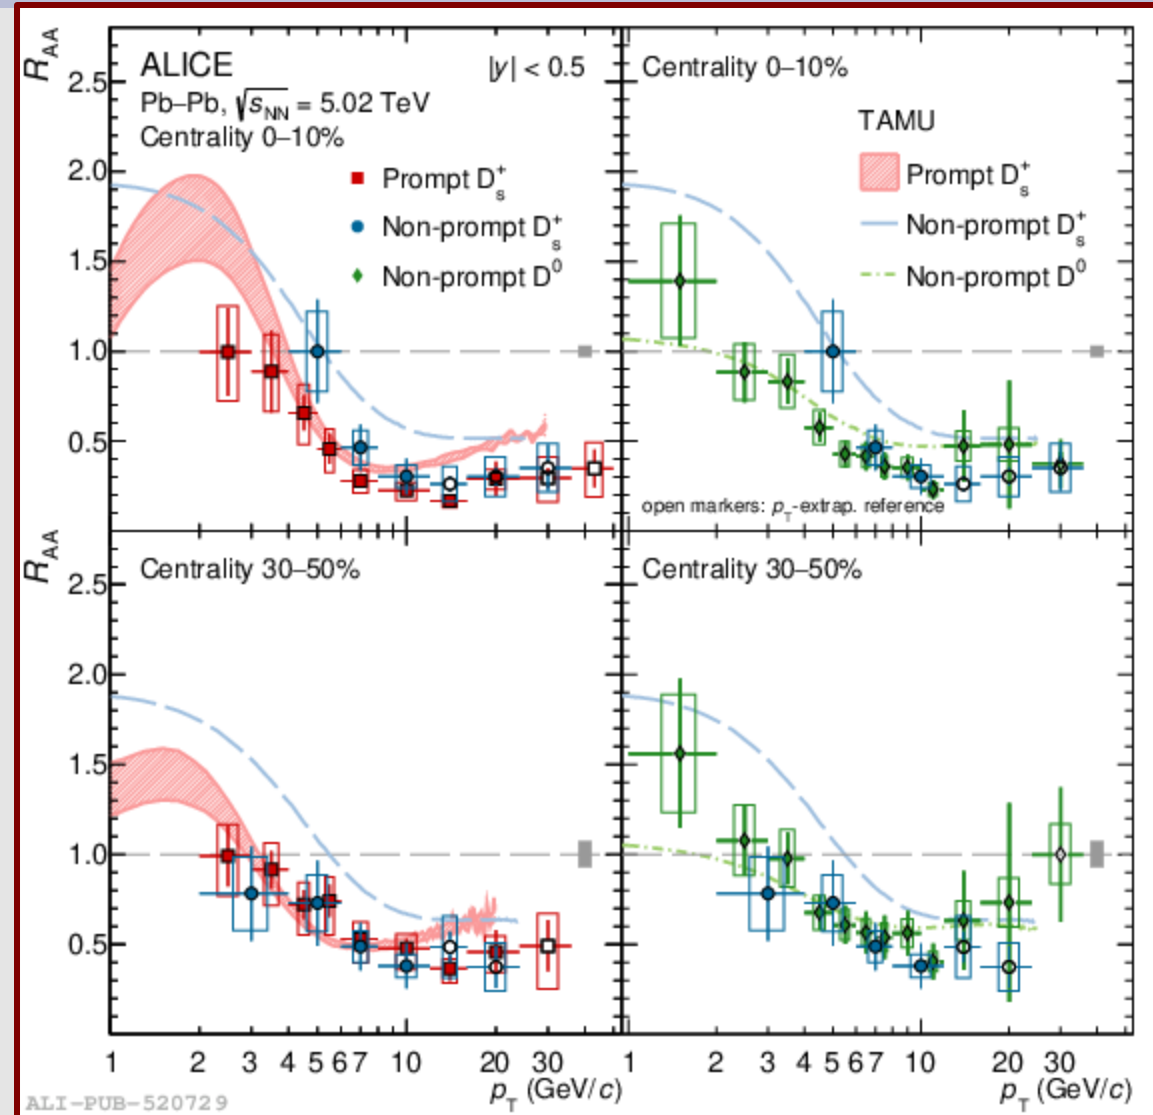 R_AA
ALICE
|y| < 0.5
Pb–Pb, √s_NN = 5.02 TeV
Centrality 0–10%
Prompt D_s^+
Non-prompt D_s^+
Non-prompt D^0
2.5
2.0
1.5
1.0
0.5
Centrality 0–10%
TAMU
Prompt D_s^+
Non-prompt D_s^+
Non-prompt D^0
open markers: p_T-extrap. reference
R_AA
Centrality 30–50%
2.5
2.0
1.5
1.0
0.5
1 2 3 4 5 6 7 10 20 30
p_T (GeV/c)
Centrality 30–50%
1 2 3 4 5 6 7 10 20 30
p_T (GeV/c)
ALI-PUB-520729